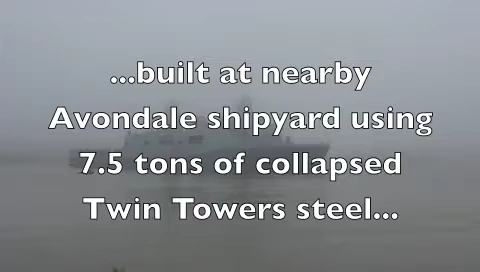 ...built at nearby
Avondale shipyard using
7.5 tons of collapsed
Twin Towers steel...